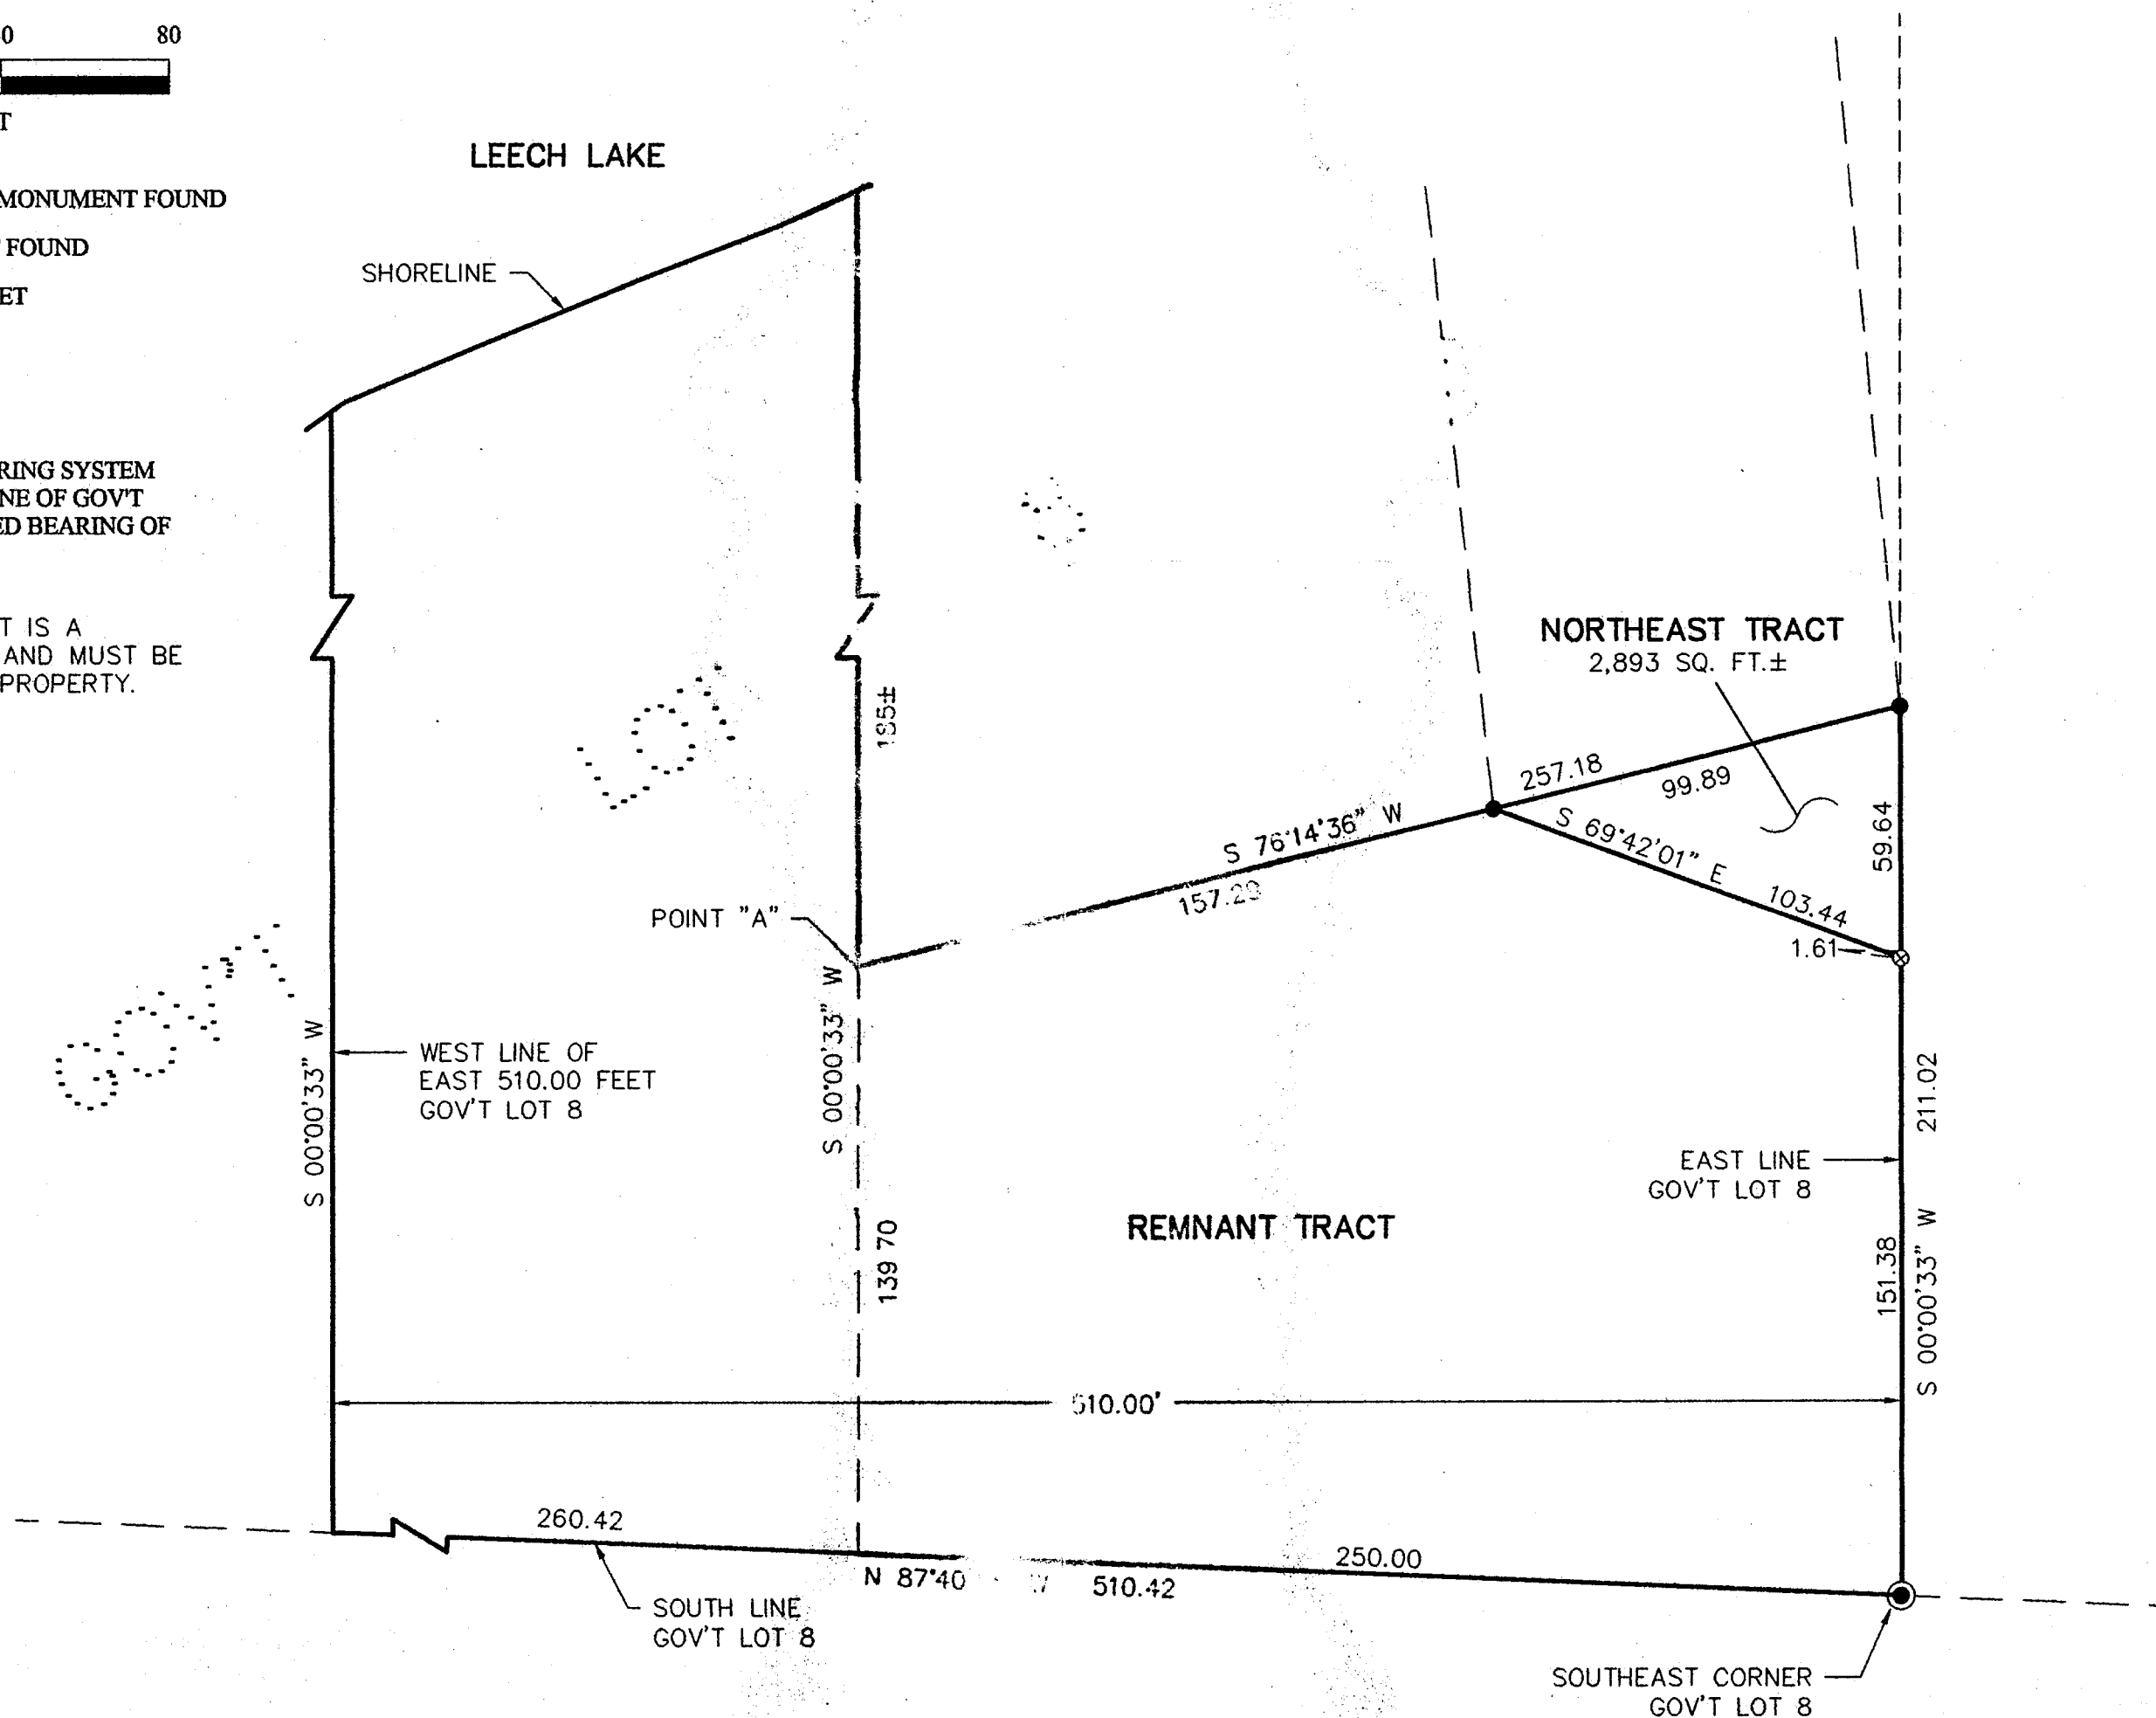 0 80
T
MONUMENT FOUND
FOUND
ET
RING SYSTEM
NE OF GOV'T
ED BEARING OF
T IS A
AND MUST BE
PROPERTY.
LEECH LAKE
SHORELINE
NORTHEAST TRACT
2,893 SQ. FT.±
GOV'T LOT 8
185±
257.18
99.89
59.64
S 76°14'36" W
157.29
S 69°42'01" E
103.44
1.61
POINT "A"
S 00°00'33" W
S 00°00'33" W
WEST LINE OF
EAST 510.00 FEET
GOV'T LOT 8
211.02
EAST LINE
GOV'T LOT 8
REMNANT TRACT
139 70
151.38
S 00°00'33" W
510.00'
260.42
250.00
N 87°40 W 510.42
SOUTH LINE
GOV'T LOT 8
SOUTHEAST CORNER
GOV'T LOT 8